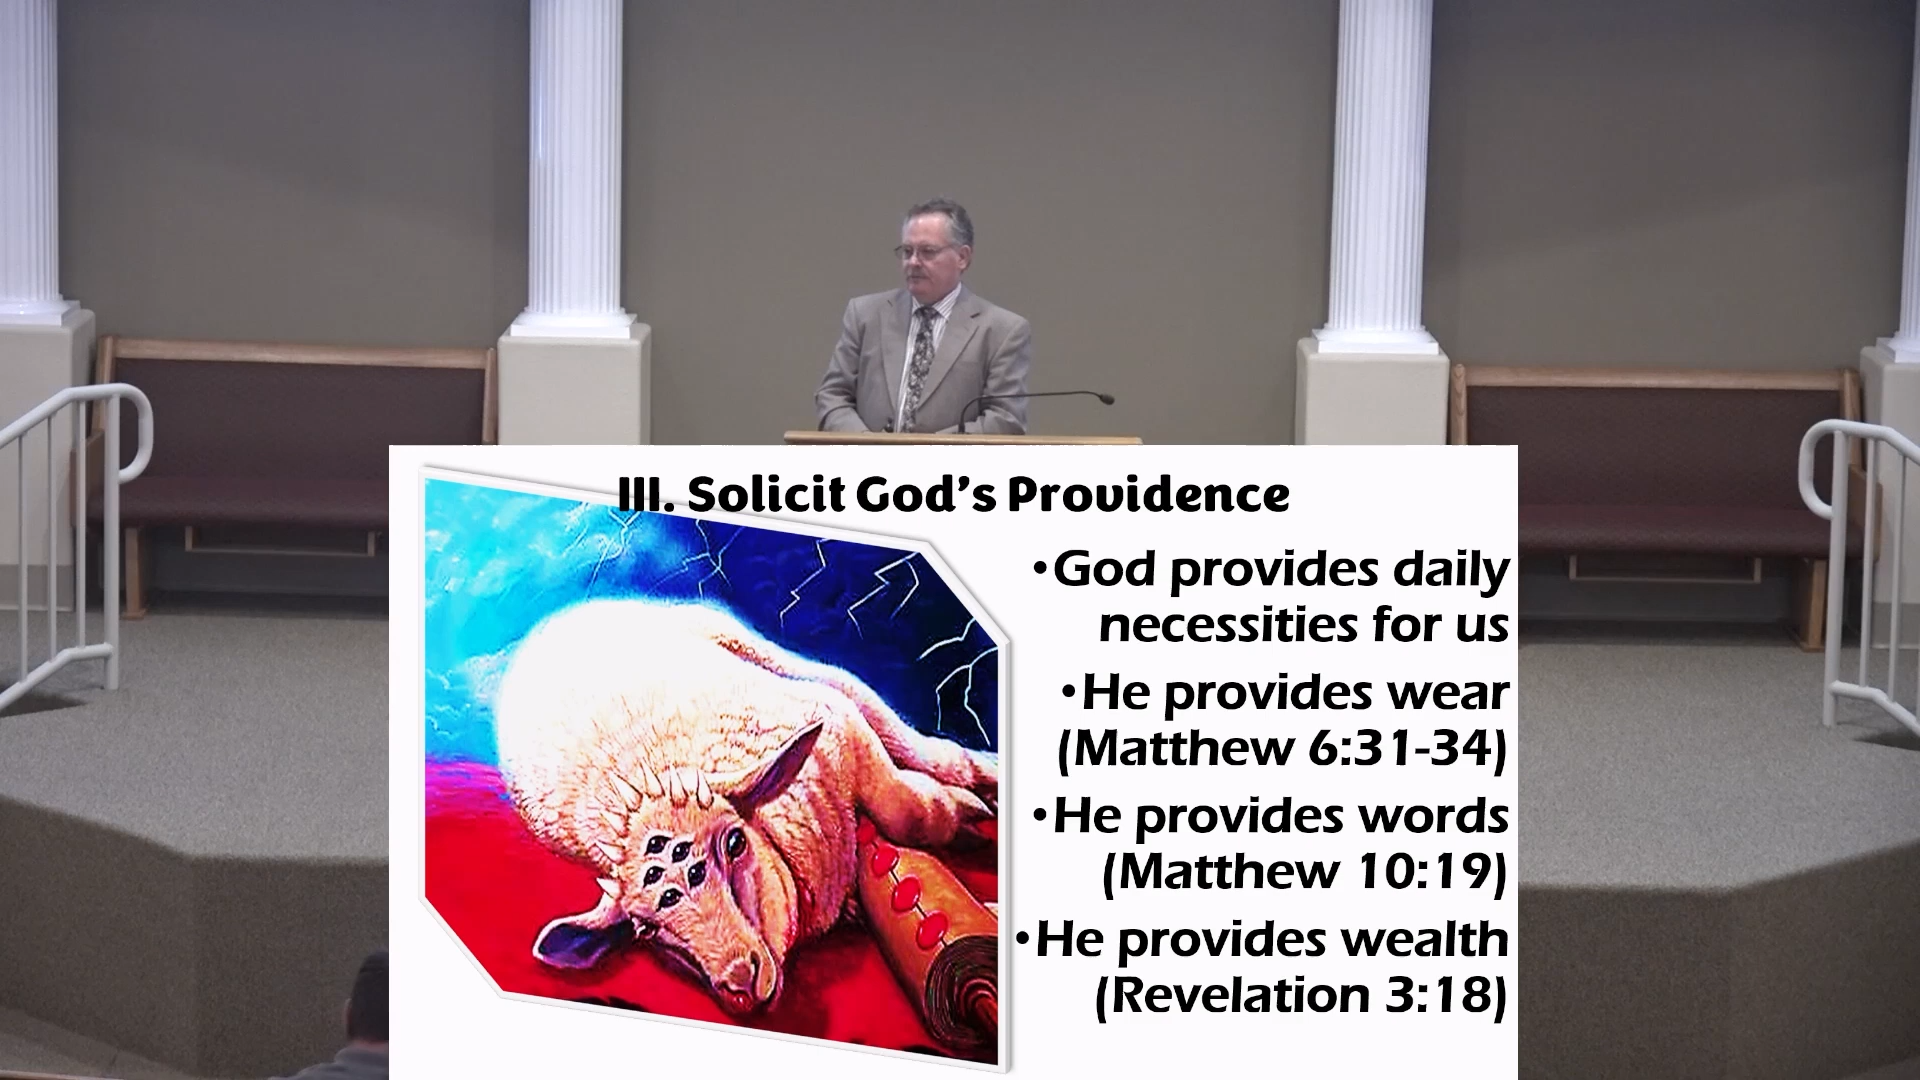 III. Solicit God's Providence
•God provides daily
necessities for us
•He provides wear
(Matthew 6:31-34)
•He provides words
(Matthew 10:19)
•He provides wealth
(Revelation 3:18)